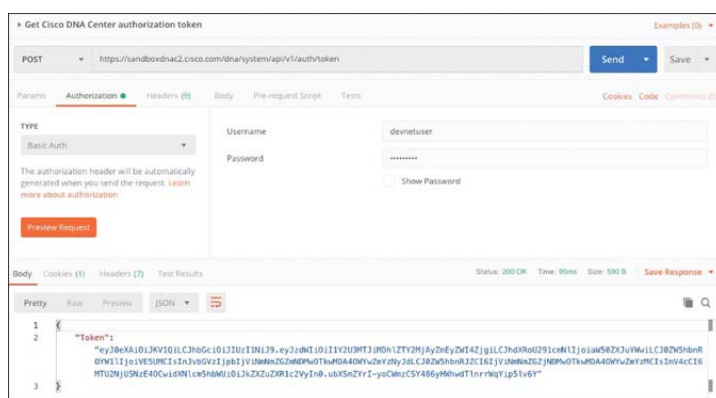 Get Cisco DNA Center authorization token
Examples (0)
POST
https://sandboxdnac2.cisco.com/dna/system/api/v1/auth/token
Send
Save
Params
Authorization
Headers (9)
Body
Pre-request Script
Tests
Cookies
Code
Comments (0)
TYPE
Basic Auth
The authorization header will be automatically
generated when you send the request. Learn
more about authorization
Preview Request
Username
devnetuser
Password
Show Password
Body
Cookies (1)
Headers (7)
Test Results
Status: 200 OK
Time: 99ms
Size: 590 B
Save Response
Pretty
Raw
Preview
JSON
1 {
2 "Token":
3 }